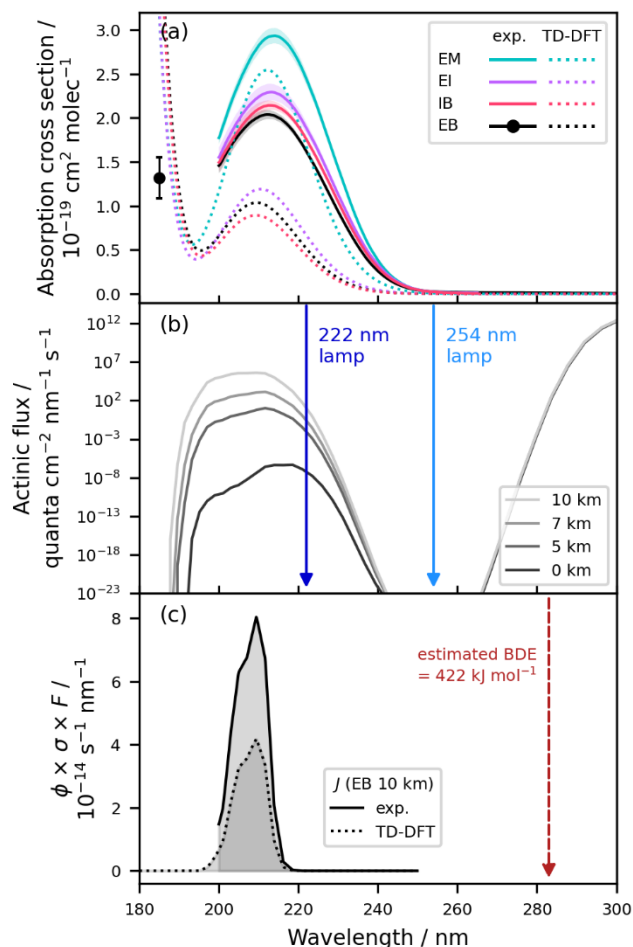 (a)
exp. TD-DFT
EM
EI
IB
EB
Absorption cross section /
10⁻¹⁹ cm² molec⁻¹
3.0
2.5
2.0
1.5
1.0
0.5
0.0
(b)
222 nm
lamp
254 nm
lamp
Actinic flux /
quanta cm⁻² nm⁻¹ s⁻¹
10¹²
10⁷
10²
10⁻³
10⁻⁸
10⁻¹³
10⁻¹⁸
10⁻²³
10 km
7 km
5 km
0 km
(c)
estimated BDE
= 422 kJ mol⁻¹
ϕ × σ × F /
10⁻¹⁴ s⁻¹ nm⁻¹
8
6
4
2
0
J (EB 10 km)
exp.
TD-DFT
180 200 220 240 260 280 300
Wavelength / nm